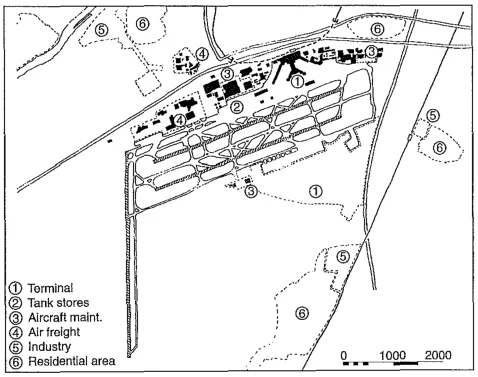 ⑥
⑤
④
③
③
①
②
④
⑤
⑥
③
①
⑤
⑥
① Terminal
② Tank stores
③ Aircraft maint.
④ Air freight
⑤ Industry
⑥ Residential area
0 1000 2000